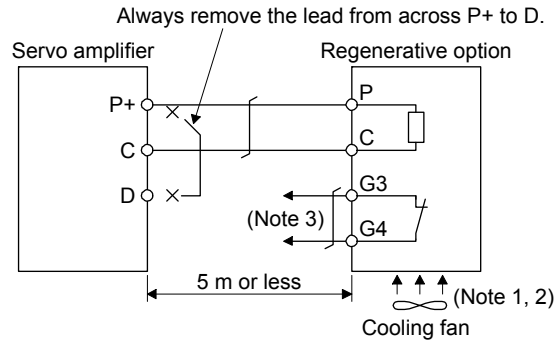 Always remove the lead from across P+ to D.
Servo amplifier
Regenerative option
P+
P
C
C
D
G3
(Note 3)
G4
5 m or less
(Note 1, 2)
Cooling fan